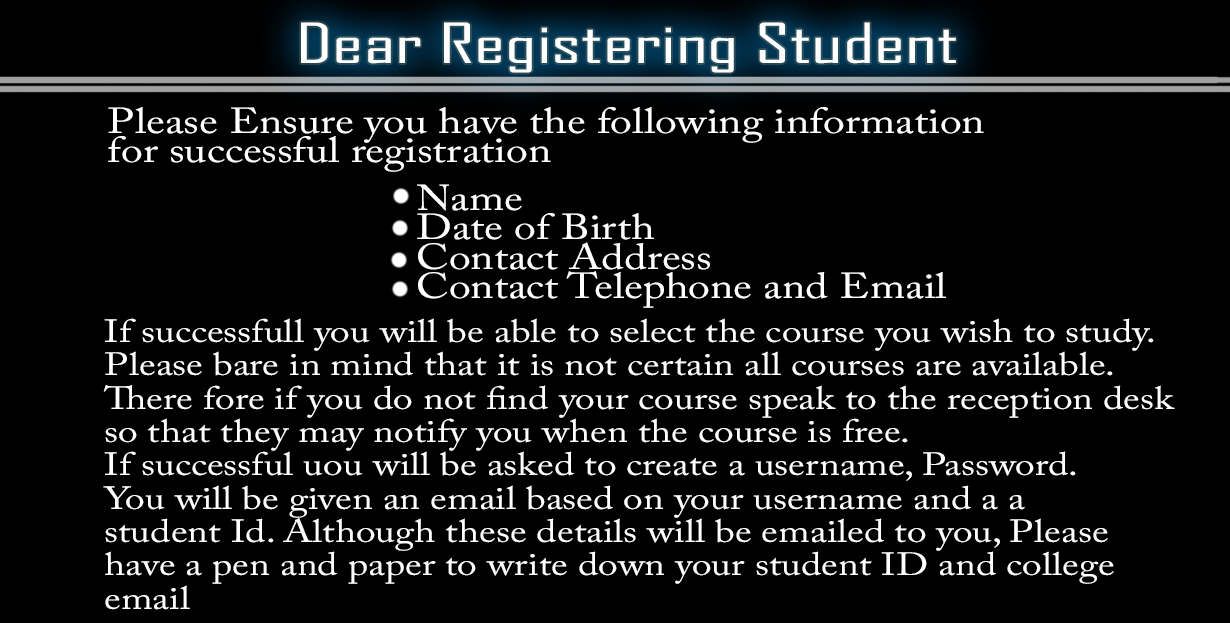 Dear Registering Student
Please Ensure you have the following information
for successful registration
Name
Date of Birth
Contact Address
Contact Telephone and Email
If successfull you will be able to select the course you wish to study.
Please bare in mind that it is not certain all courses are available.
There fore if you do not find your course speak to the reception desk
so that they may notify you when the course is free.
If successful uou will be asked to create a username, Password.
You will be given an email based on your username and a a
student Id. Although these details will be emailed to you, Please
have a pen and paper to write down your student ID and college
email